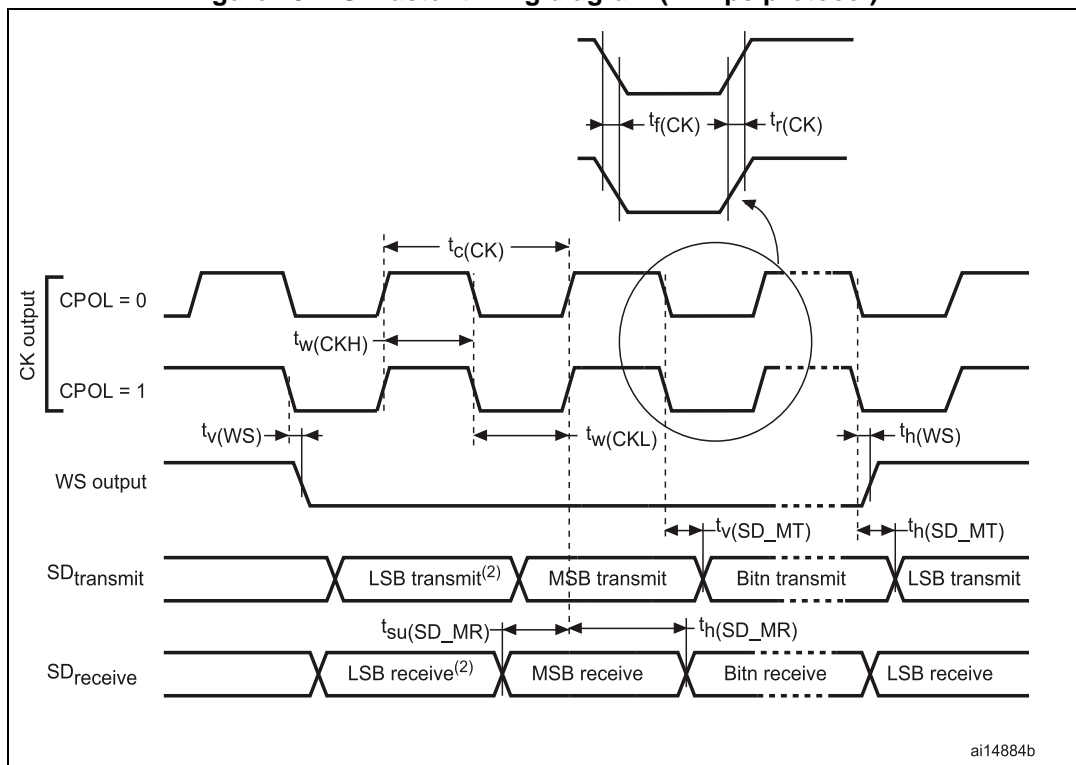 tf(CK)
tr(CK)
tc(CK)
CK output
CPOL = 0
tw(CKH)
CPOL = 1
tv(WS)
tw(CKL)
th(WS)
WS output
tv(SD_MT)
th(SD_MT)
SDtransmit
LSB transmit(2)
MSB transmit
Bitn transmit
LSB transmit
tsu(SD_MR)
th(SD_MR)
SDreceive
LSB receive(2)
MSB receive
Bitn receive
LSB receive
ai14884b